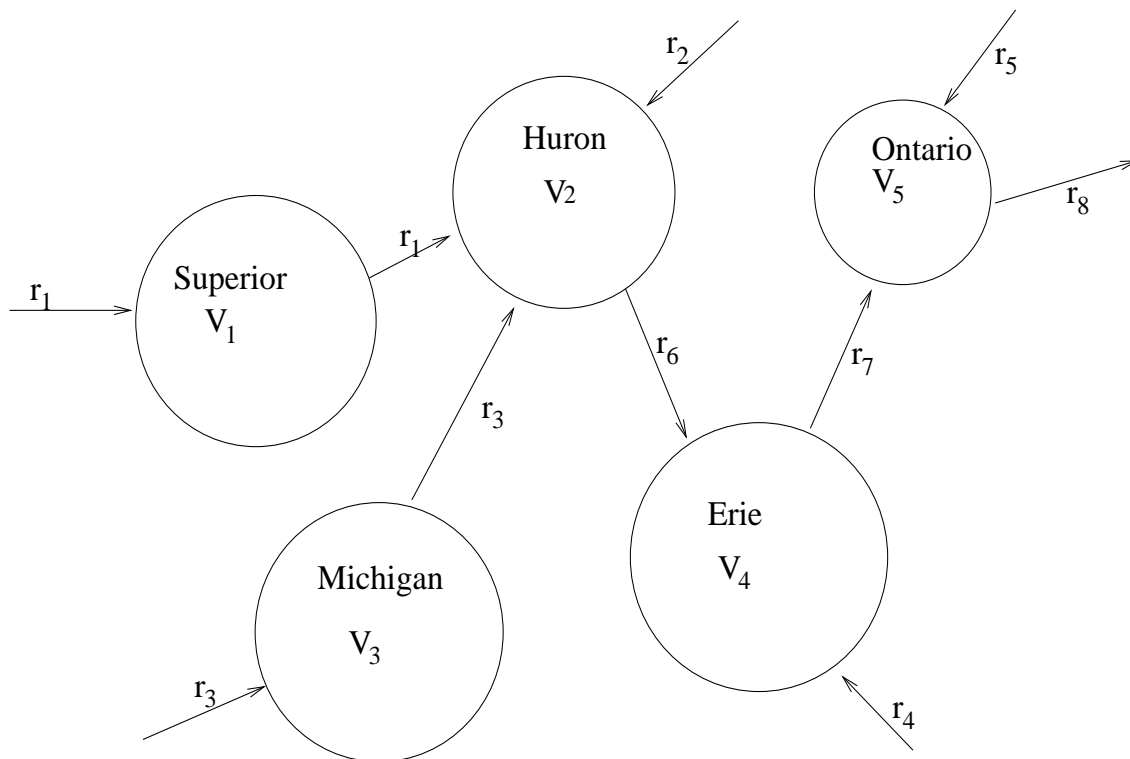 r2
r5
Huron
V2
Ontario
V5
r8
r1
Superior
V1
r1
r6
r7
r3
Erie
V4
Michigan
V3
r3
r4